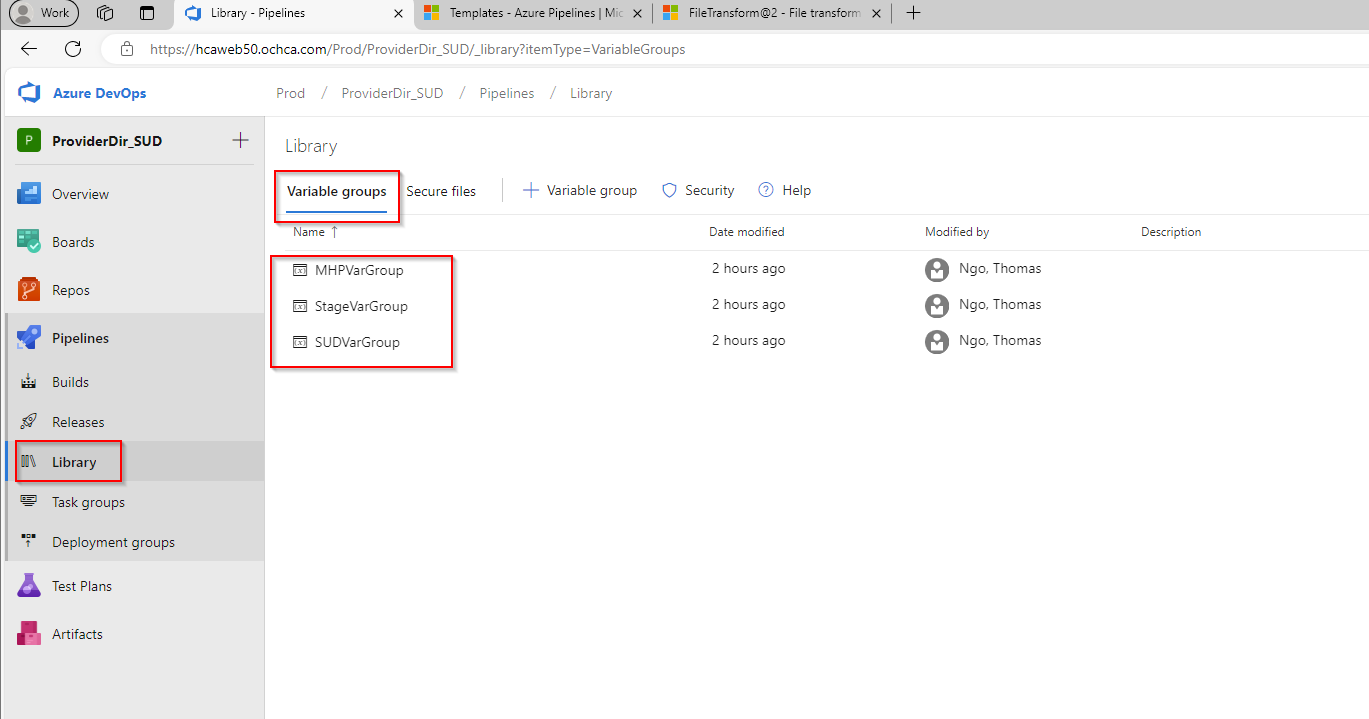 Work
Library - Pipelines
Templates - Azure Pipelines | Mic
FileTransform@2 - File transform
https://hcaweb50.ochca.com/Prod/ProviderDir_SUD/_library?itemType=VariableGroups
Azure DevOps
Prod / ProviderDir_SUD / Pipelines / Library
P ProviderDir_SUD
Overview
Boards
Repos
Pipelines
Builds
Releases
Library
Task groups
Deployment groups
Test Plans
Artifacts
Library
Variable groups Secure files Variable group Security Help
Name ↑ Date modified Modified by Description
MHPVarGroup 2 hours ago Ngo, Thomas
StageVarGroup 2 hours ago Ngo, Thomas
SUDVarGroup 2 hours ago Ngo, Thomas